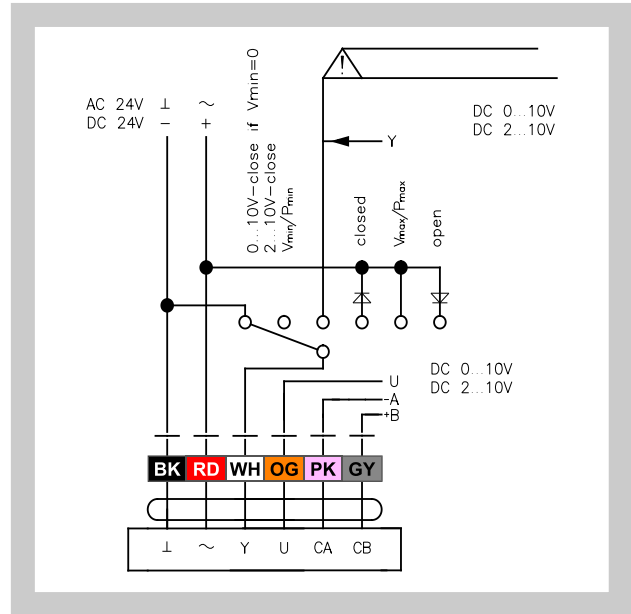 !
AC 24V ⊥ ~
DC 24V − +
DC 0...10V
DC 2...10V
Y
0...10V-close if Vmin=0
2...10V-close
Vmin/Pmin
closed
Vmax/Pmax
open
DC 0...10V
DC 2...10V
U
-A
+B
BK RD WH OG PK GY
⊥ ~ Y U CA CB